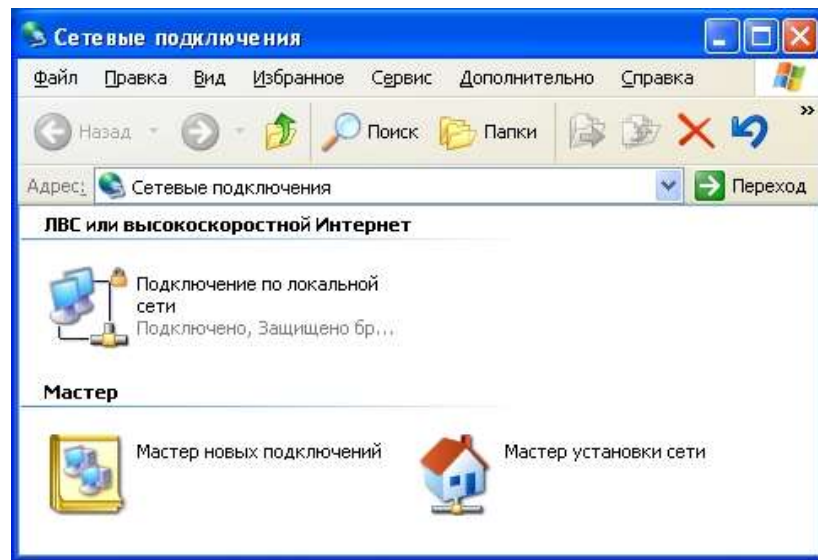 Сетевые подключения
Файл Правка Вид Избранное Сервис Дополнительно Справка
Назад Поиск Папки »
Адрес: Сетевые подключения Переход
ЛВС или высокоскоростной Интернет
Подключение по локальной
сети
Подключено, Защищено бр...
Мастер
Мастер новых подключений Мастер установки сети